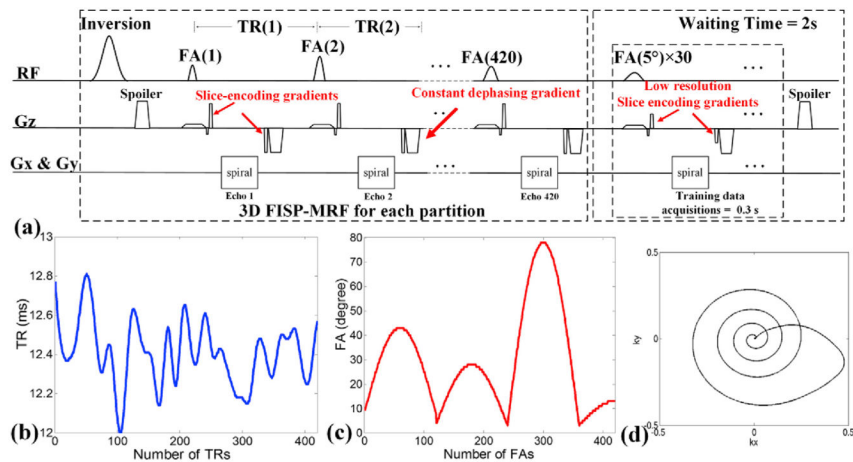 Inversion
TR(1)
TR(2)
Waiting Time = 2s
FA(1)
FA(2)
FA(420)
FA(5°)×30
...
...
RF
Spoiler
Slice-encoding gradients
Constant dephasing gradient
Low resolution
Slice encoding gradients
Spoiler
Gz
...
...
Gx & Gy
spiral
spiral
...
spiral
spiral
...
Echo 1
Echo 2
Echo 420
Training data
acquisitions = 0.3 s
(a)
3D FISP-MRF for each partition
TR (ms)
13
12.8
12.6
12.4
12.2
12
0
100
200
300
400
Number of TRs
(b)
FA (degree)
80
70
60
50
40
30
20
10
0
0
100
200
300
400
Number of FAs
(c)
ky
0.5
0
-0.5
-0.5
0
0.5
kx
(d)